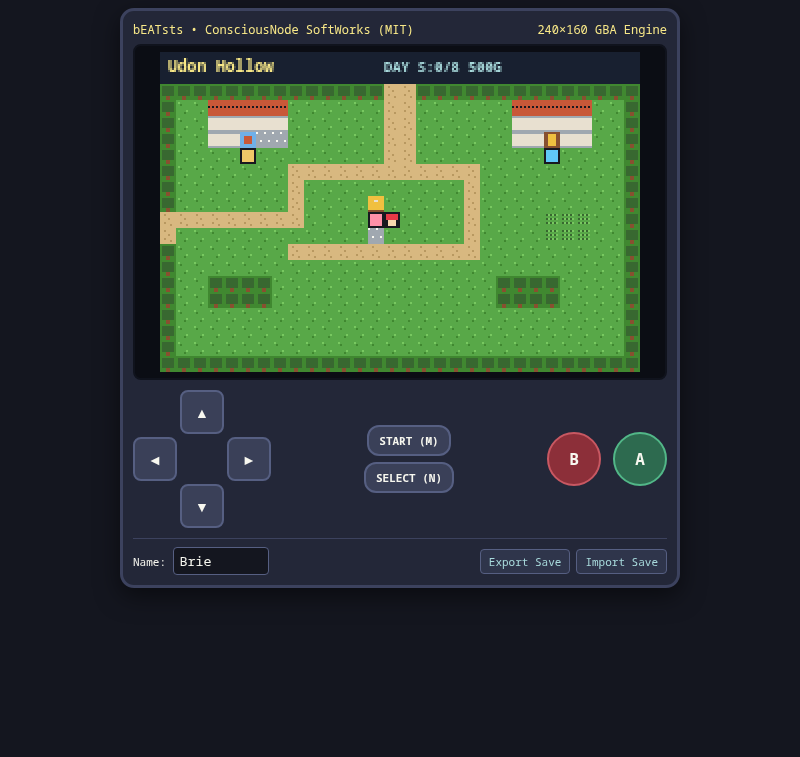 bEATsts • ConsciousNode SoftWorks (MIT)
240×160 GBA Engine
Udon Hollow
DAY 5:0/8 500G
▲
◄
►
▼
START (M)
SELECT (N)
B
A
Name:
Brie
Export Save
Import Save